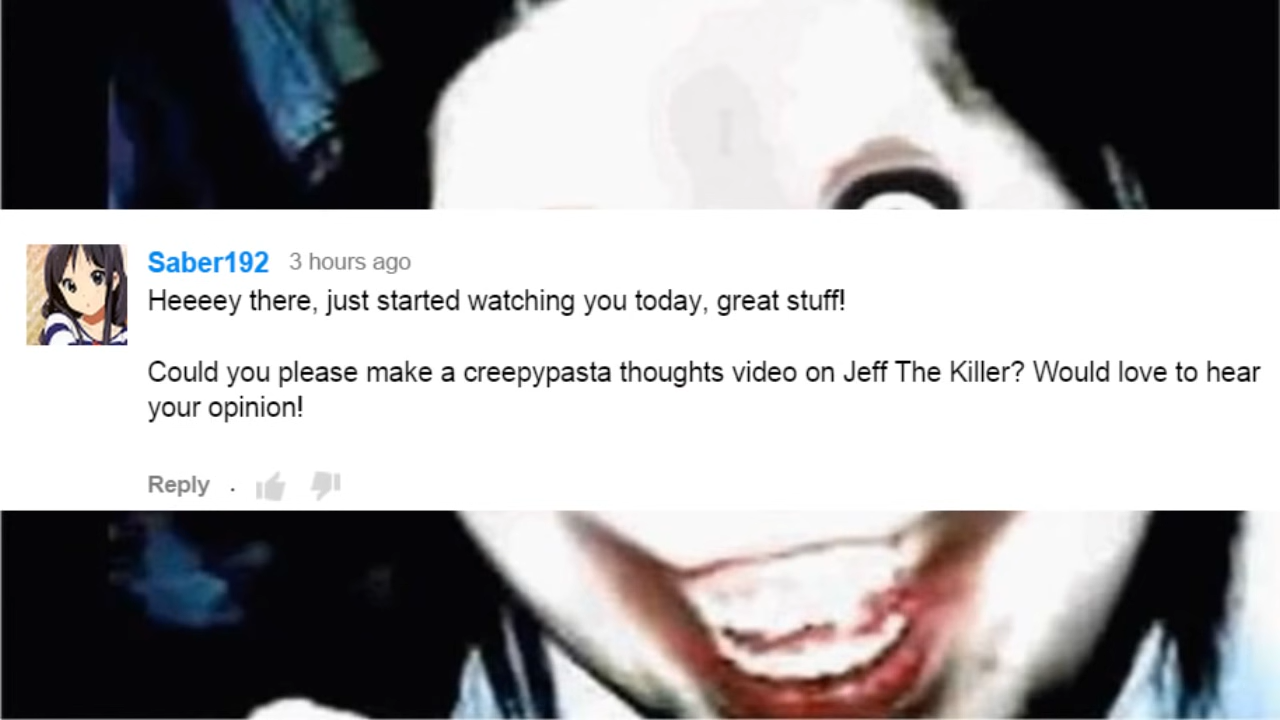 Saber192 3 hours ago
Heeeey there, just started watching you today, great stuff!
Could you please make a creepypasta thoughts video on Jeff The Killer? Would love to hear
your opinion!
Reply .